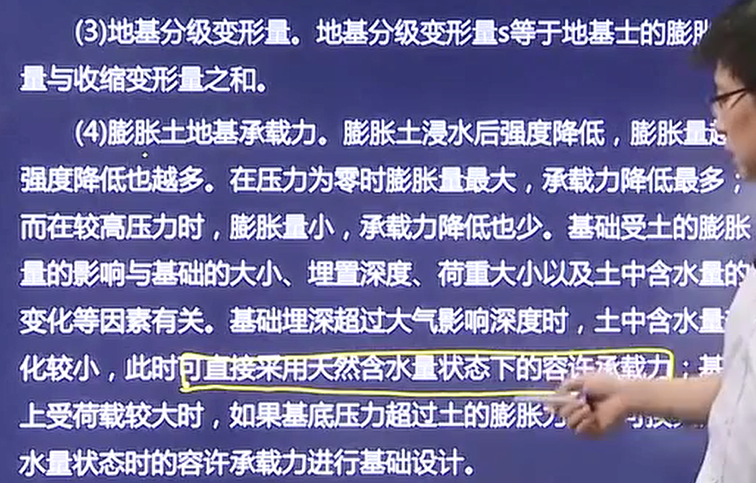 (3)地基分级变形量。地基分级变形量s等于地基士的膨胀
量与收缩变形量之和。
(4)膨胀土地基承载力。膨胀土浸水后强度降低，膨胀量
强度降低也越多。在压力为零时膨胀量最大，承载力降低最多；
而在较高压力时，膨胀量小，承载力降低也少。基础受土的膨胀
量的影响与基础的大小、埋置深度、荷重大小以及土中含水量的
变化等因素有关。基础埋深超过大气影响深度时，土中含水量
化较小，此时可直接采用天然含水量状态下的容许承载力；基
上受荷载较大时，如果基底压力超过土的膨胀力
水量状态时的容许承载力进行基础设计。